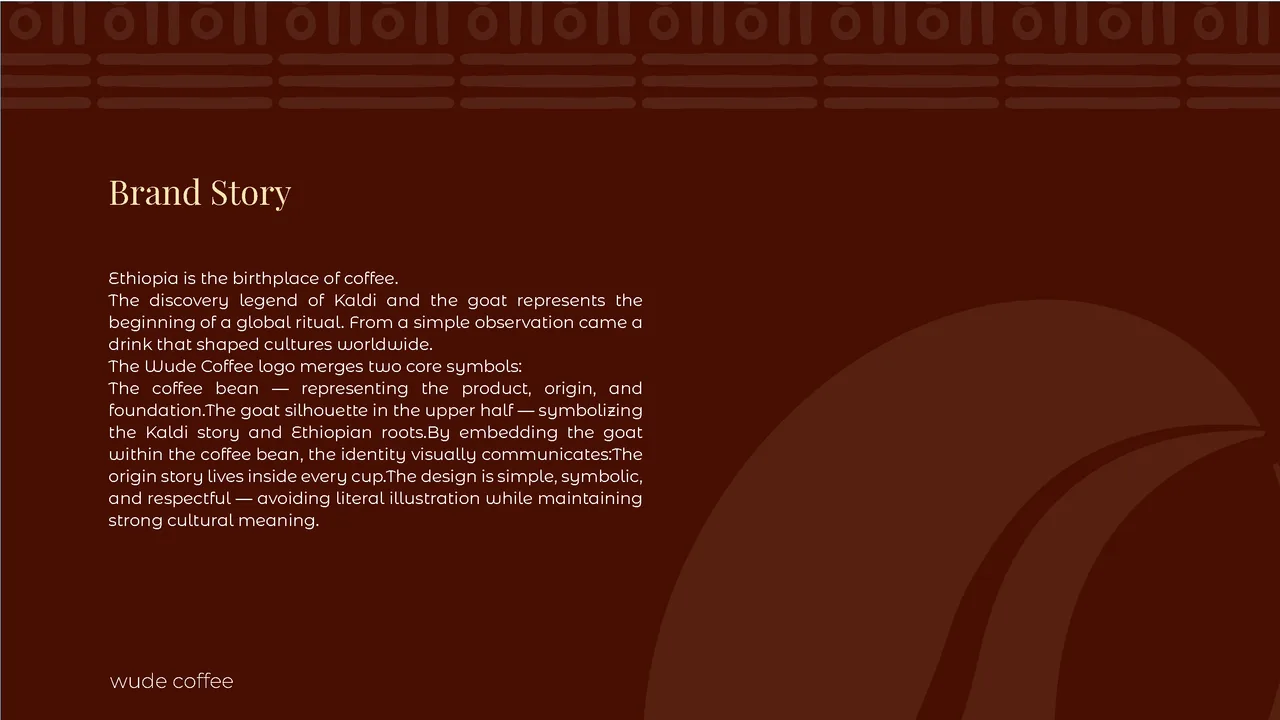 Brand Story
Ethiopia is the birthplace of coffee.
The discovery legend of Kaldi and the goat represents the
beginning of a global ritual. From a simple observation came a
drink that shaped cultures worldwide.
The Wude Coffee logo merges two core symbols:
The coffee bean — representing the product, origin, and
foundation.The goat silhouette in the upper half — symbolizing
the Kaldi story and Ethiopian roots.By embedding the goat
within the coffee bean, the identity visually communicates:The
origin story lives inside every cup.The design is simple, symbolic,
and respectful — avoiding literal illustration while maintaining
strong cultural meaning.
wude coffee